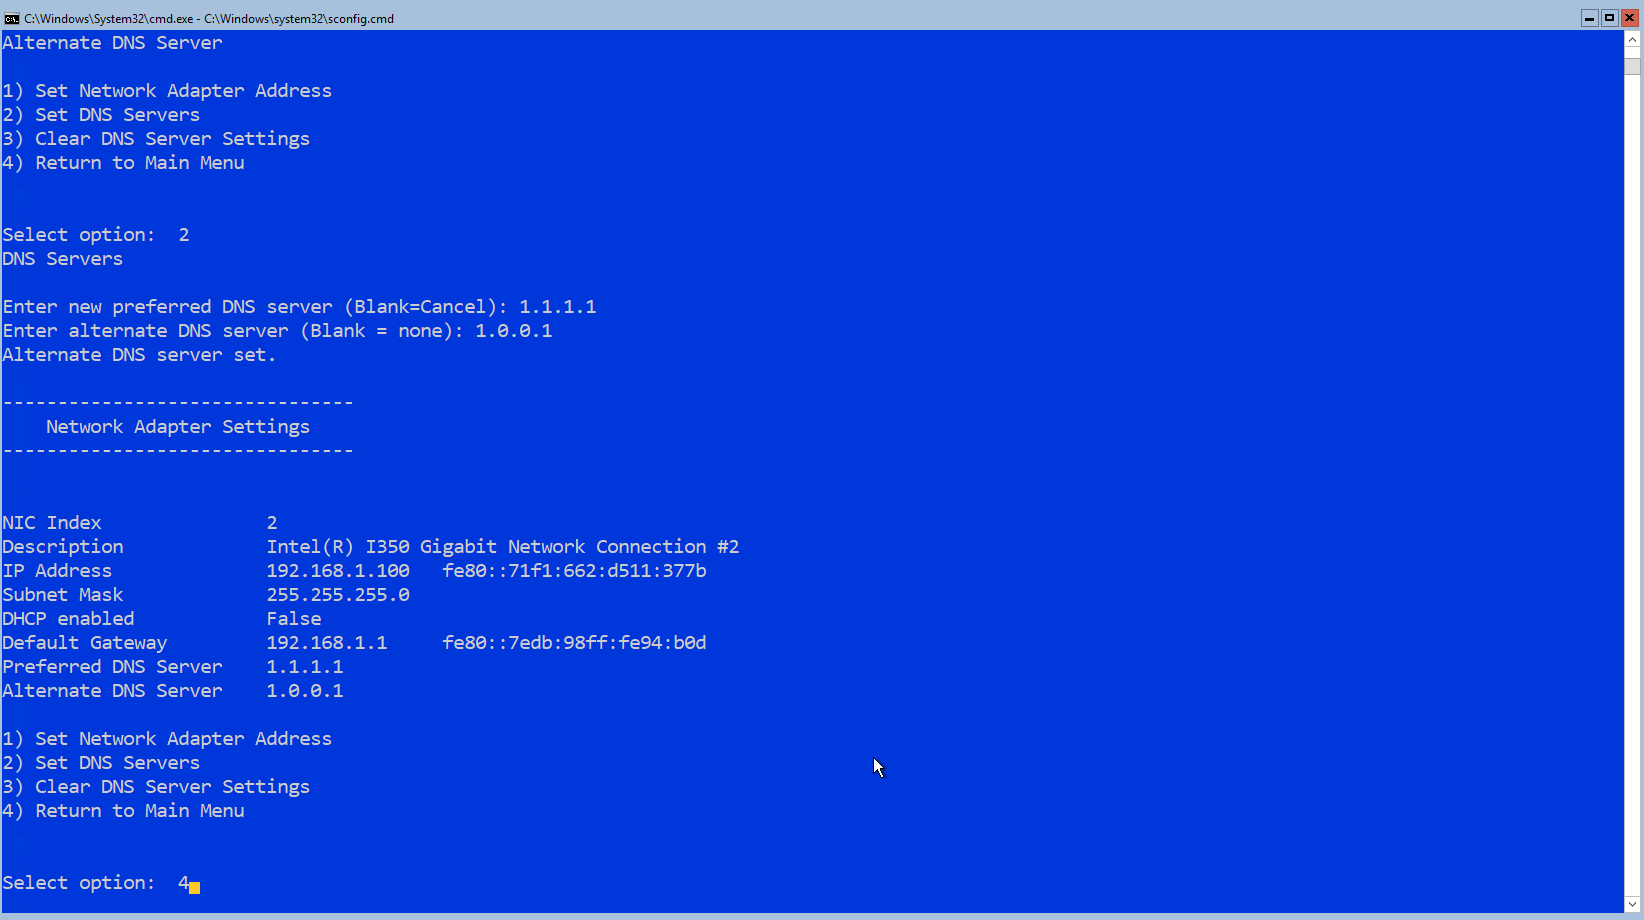 C:\Windows\System32\cmd.exe - C:\Windows\system32\sconfig.cmd
Alternate DNS Server
1) Set Network Adapter Address
2) Set DNS Servers
3) Clear DNS Server Settings
4) Return to Main Menu
Select option:  2
DNS Servers
Enter new preferred DNS server (Blank=Cancel): 1.1.1.1
Enter alternate DNS server (Blank = none): 1.0.0.1
Alternate DNS server set.
--------------------------------
    Network Adapter Settings
--------------------------------
NIC Index               2
Description             Intel(R) I350 Gigabit Network Connection #2
IP Address              192.168.1.100   fe80::71f1:662:d511:377b
Subnet Mask             255.255.255.0
DHCP enabled            False
Default Gateway         192.168.1.1     fe80::7edb:98ff:fe94:b0d
Preferred DNS Server    1.1.1.1
Alternate DNS Server    1.0.0.1
1) Set Network Adapter Address
2) Set DNS Servers
3) Clear DNS Server Settings
4) Return to Main Menu
Select option:  4